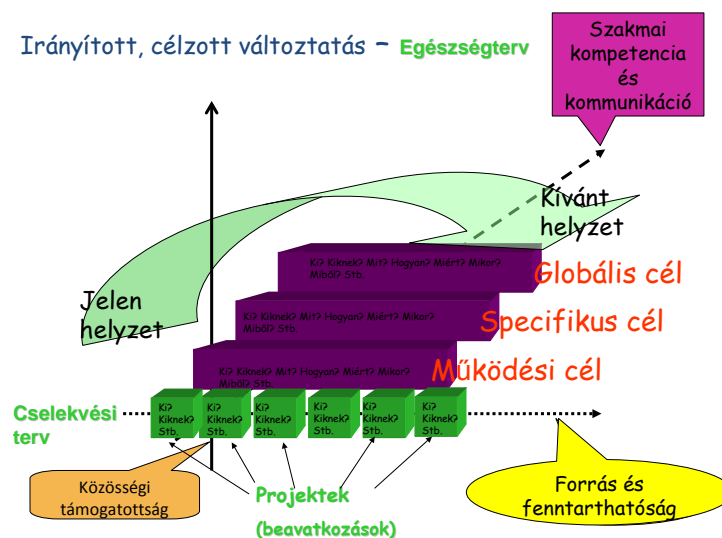 Irányított, célzott változtatás – Egészségterv
Szakmai
kompetencia
és
kommunikáció
Kívánt
helyzet
Ki? Kiknek? Mit? Hogyan? Miért? Mikor?
Miből? Stb.
Globális cél
Jelen
helyzet
Ki? Kiknek? Mit? Hogyan? Miért? Mikor?
Miből? Stb.
Specifikus cél
Ki? Kiknek? Mit? Hogyan? Miért? Mikor?
Miből? Stb.
Működési cél
Cselekvési
terv
Ki?
Kiknek?
Stb.
Ki?
Kiknek?
Stb.
Ki?
Kiknek?
Stb.
Ki?
Kiknek?
Stb.
Ki?
Kiknek?
Stb.
Ki?
Kiknek?
Stb.
Közösségi
támogatottság
Projektek
(beavatkozások)
Forrás és
fenntarthatóság